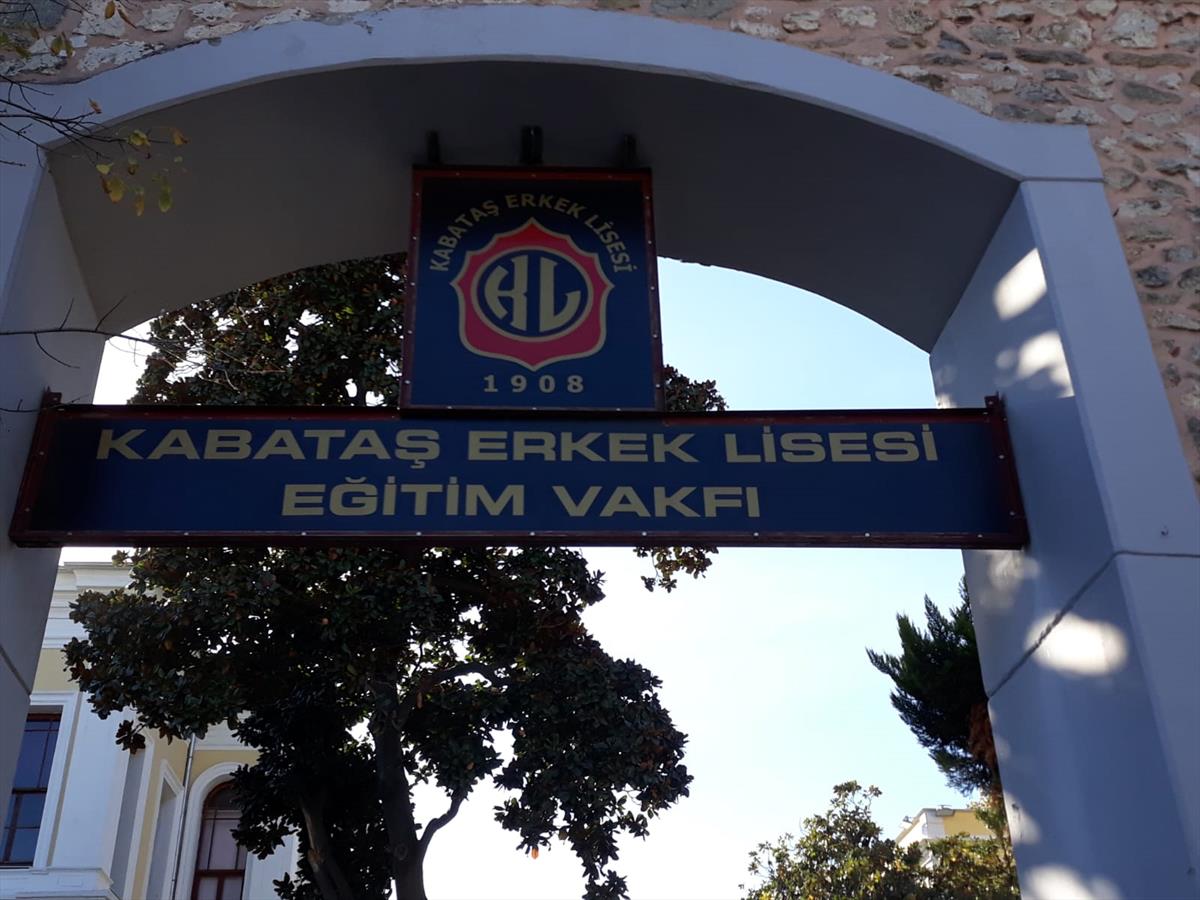 KABATAŞ ERKEK LİSESİ
KL
1908
KABATAŞ ERKEK LİSESİ
EĞİTİM VAKFI